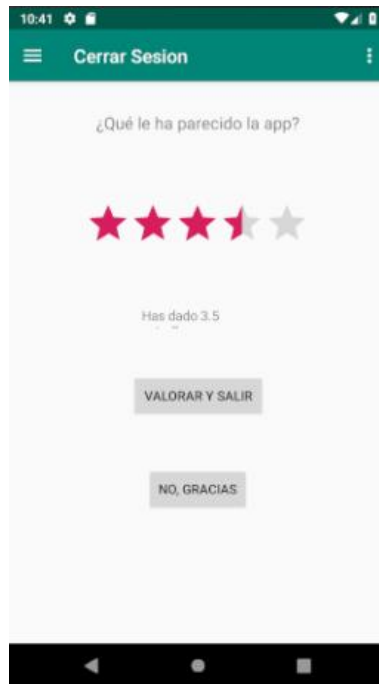 10:41
Cerrar Sesion
¿Qué le ha parecido la app?
Has dado 3.5
VALORAR Y SALIR
NO, GRACIAS